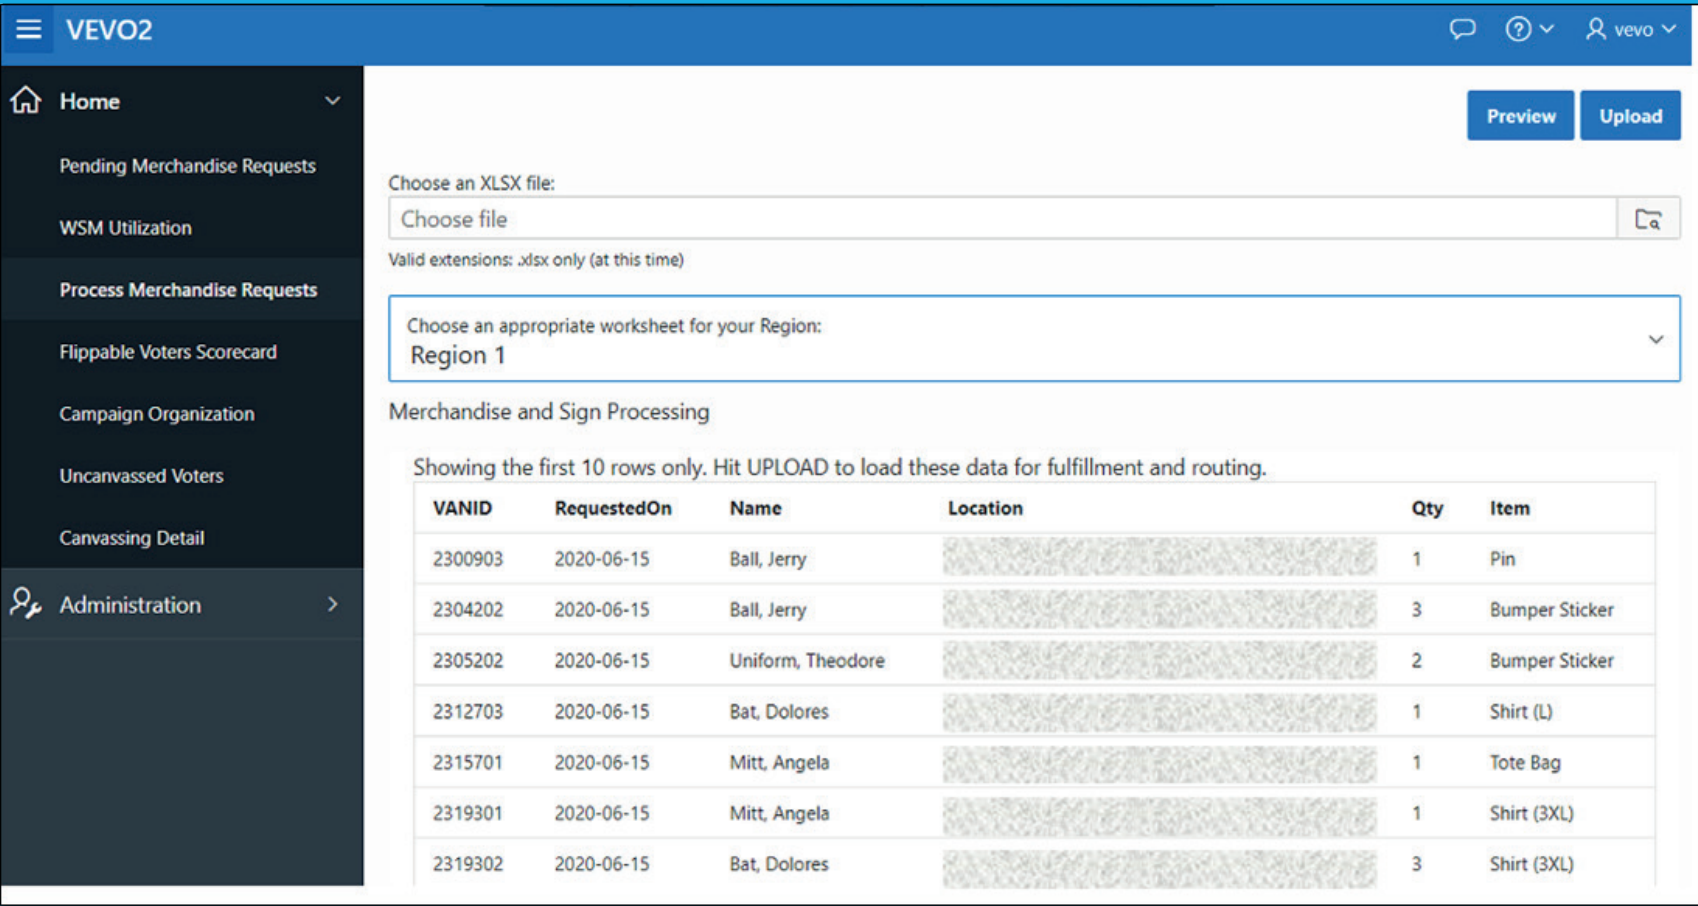 VEVO2
vevo
Home
Pending Merchandise Requests
WSM Utilization
Process Merchandise Requests
Flippable Voters Scorecard
Campaign Organization
Uncanvassed Voters
Canvassing Detail
Administration
Preview Upload
Choose an XLSX file:
Choose file
Valid extensions: .xlsx only (at this time)
Choose an appropriate worksheet for your Region:
Region 1
Merchandise and Sign Processing
Showing the first 10 rows only. Hit UPLOAD to load these data for fulfillment and routing.
VANID RequestedOn Name Location Qty Item
2300903 2020-06-15 Ball, Jerry 1 Pin
2304202 2020-06-15 Ball, Jerry 3 Bumper Sticker
2305202 2020-06-15 Uniform, Theodore 2 Bumper Sticker
2312703 2020-06-15 Bat, Dolores 1 Shirt (L)
2315701 2020-06-15 Mitt, Angela 1 Tote Bag
2319301 2020-06-15 Mitt, Angela 1 Shirt (3XL)
2319302 2020-06-15 Bat, Dolores 3 Shirt (3XL)